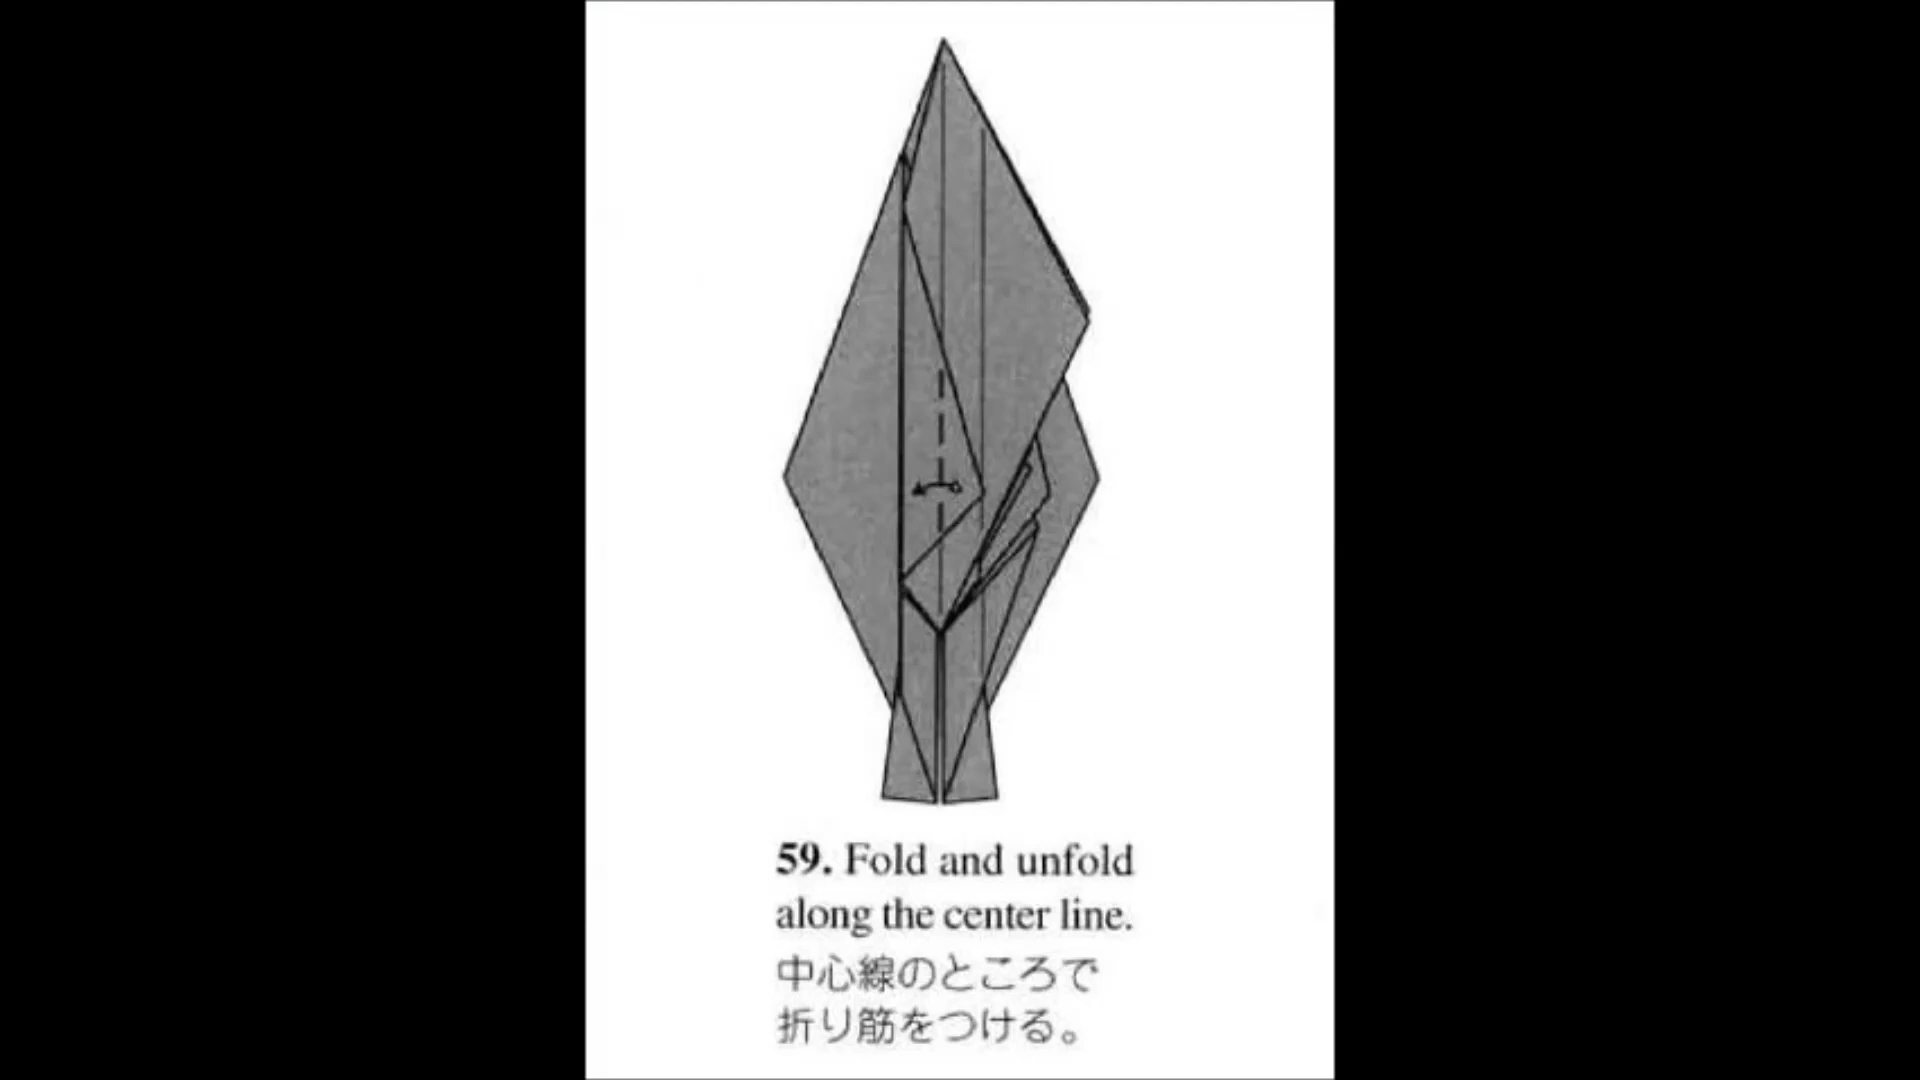 59. Fold and unfold
along the center line.
中心線のところで
折り筋をつける。